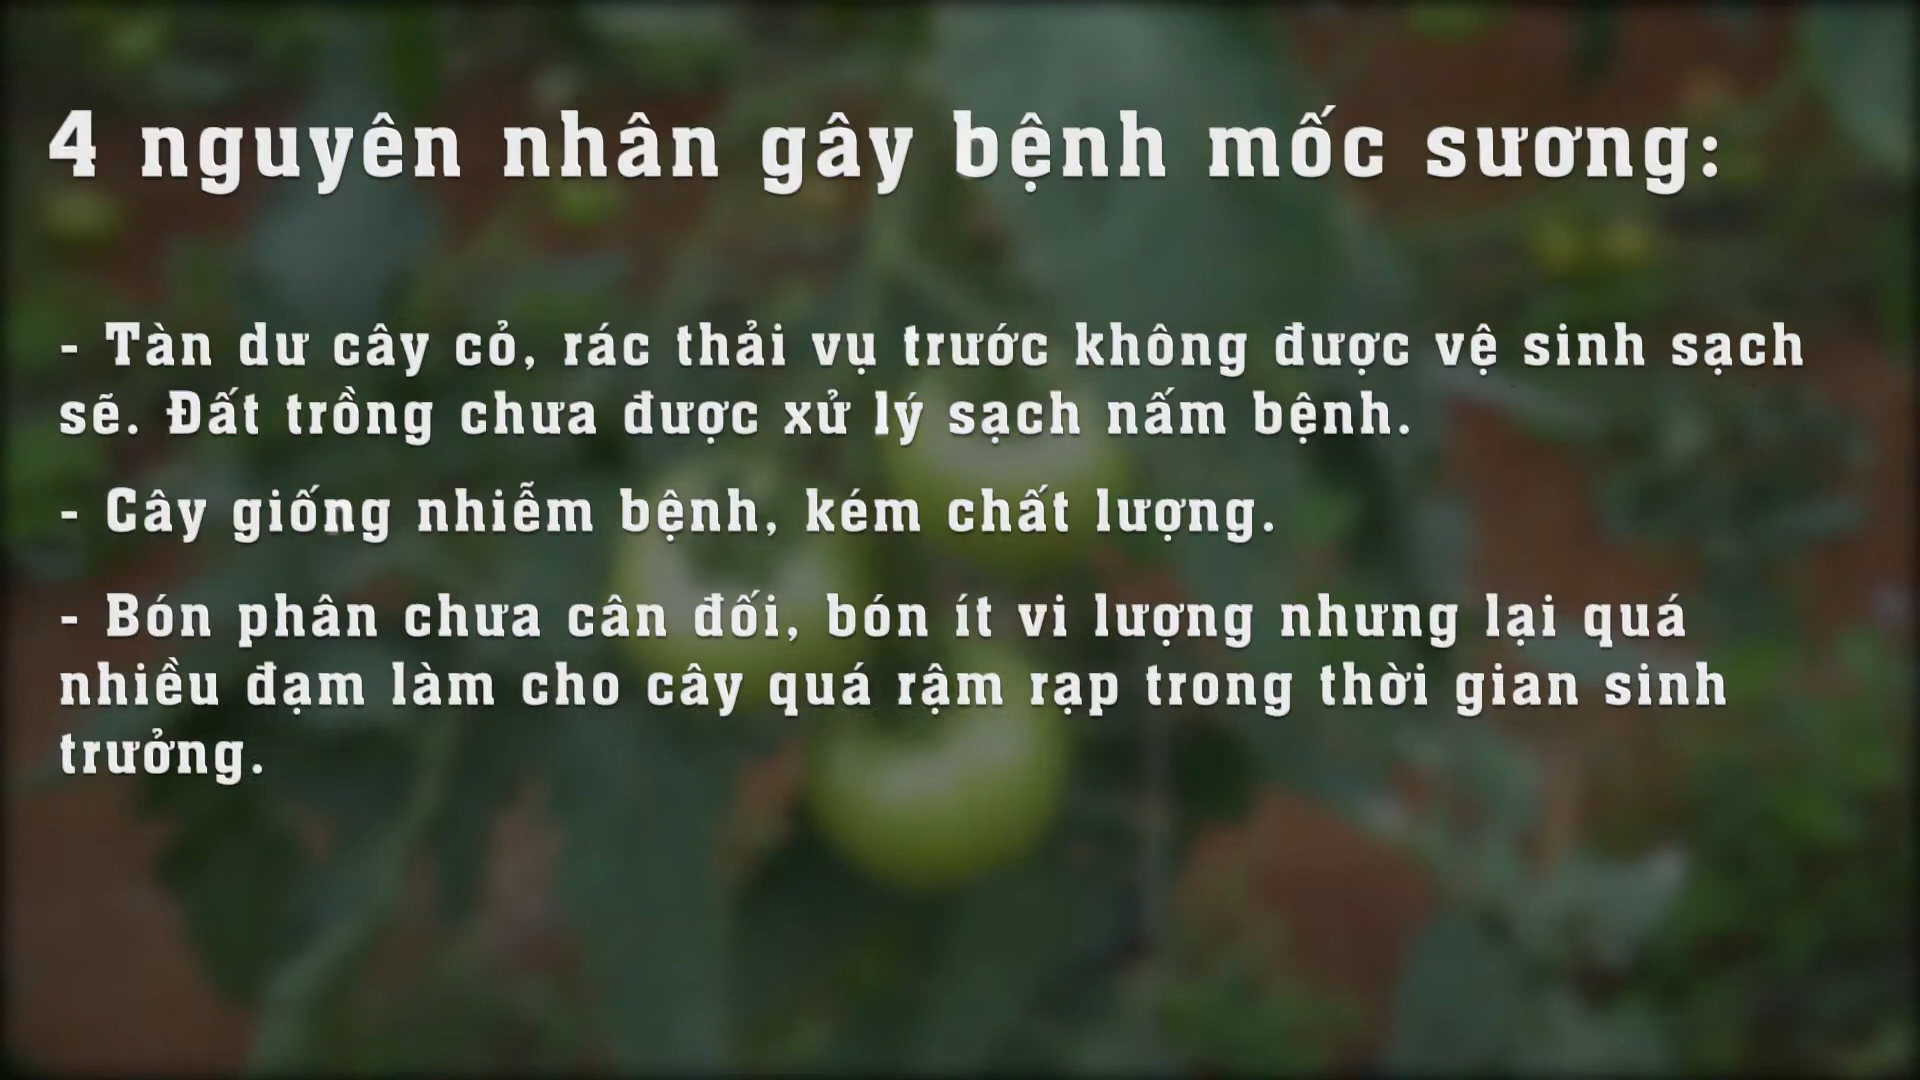 4 nguyên nhân gây bệnh mốc sương:
- Tàn dư cây cỏ, rác thải vụ trước không được vệ sinh sạch
sẽ. Đất trồng chưa được xử lý sạch nấm bệnh.
- Cây giống nhiễm bệnh, kém chất lượng.
- Bón phân chưa cân đối, bón ít vi lượng nhưng lại quá
nhiều đạm làm cho cây quá rậm rạp trong thời gian sinh
trưởng.